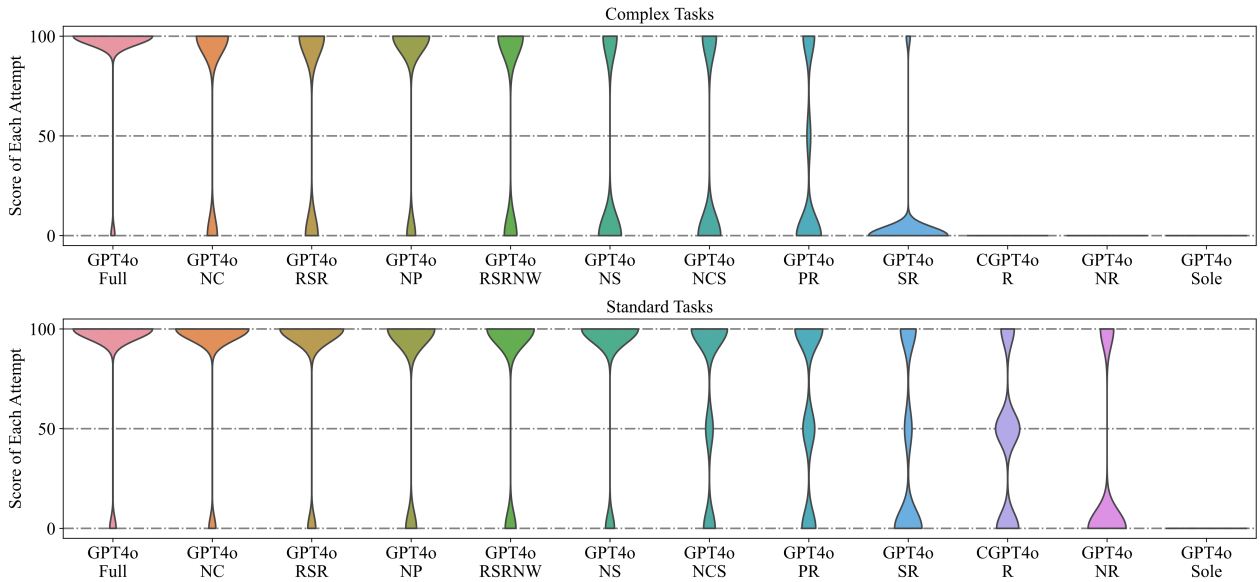 Complex Tasks
Score of Each Attempt
100
50
0
GPT4o GPT4o GPT4o GPT4o GPT4o GPT4o GPT4o GPT4o GPT4o CGPT4o GPT4o GPT4o
Full NC RSR NP RSRNW NS NCS PR SR R NR Sole
Standard Tasks
Score of Each Attempt
100
50
0
GPT4o GPT4o GPT4o GPT4o GPT4o GPT4o GPT4o GPT4o GPT4o CGPT4o GPT4o GPT4o
Full NC RSR NP RSRNW NS NCS PR SR R NR Sole